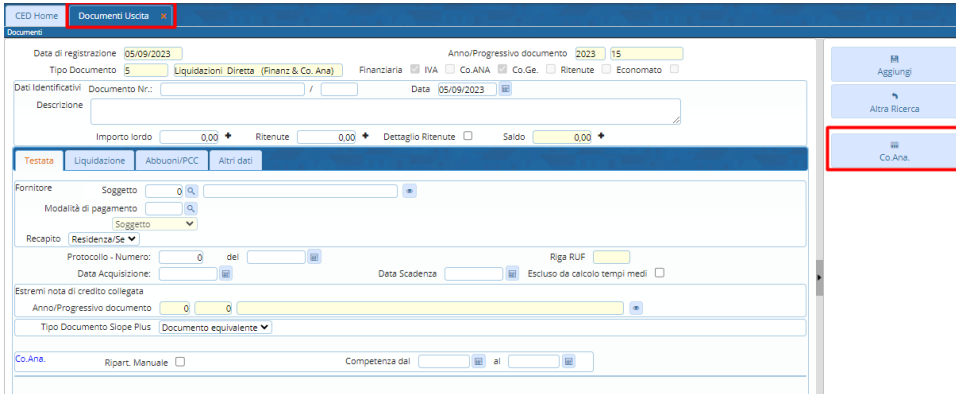 CED Home Documenti Uscita ×
Documenti
Data di registrazione 05/09/2023 Anno/Progressivo documento 2023 15
Tipo Documento 5 Liquidazioni Diretta (Finanz & Co. Ana) Finanziaria IVA Co.ANA Co.Ge. Ritenute Economato
Dati Identificativi Documento Nr.: / Data 05/09/2023
Descrizione
Importo lordo 0,00 + Ritenute 0,00 + Dettaglio Ritenute Saldo 0,00 +
Testata Liquidazione Abbuoni/PCC Altri dati
Fornitore Soggetto 0
Modalità di pagamento
Soggetto
Recapito Residenza/Se
Protocollo - Numero: 0 del Riga RUF
Data Acquisizione: Data Scadenza Escluso da calcolo tempi medi
Estremi nota di credito collegata
Anno/Progressivo documento 0 0
Tipo Documento Siope Plus Documento equivalente
Co.Ana. Ripart. Manuale Competenza dal al
Aggiungi
Altra Ricerca
Co.Ana.